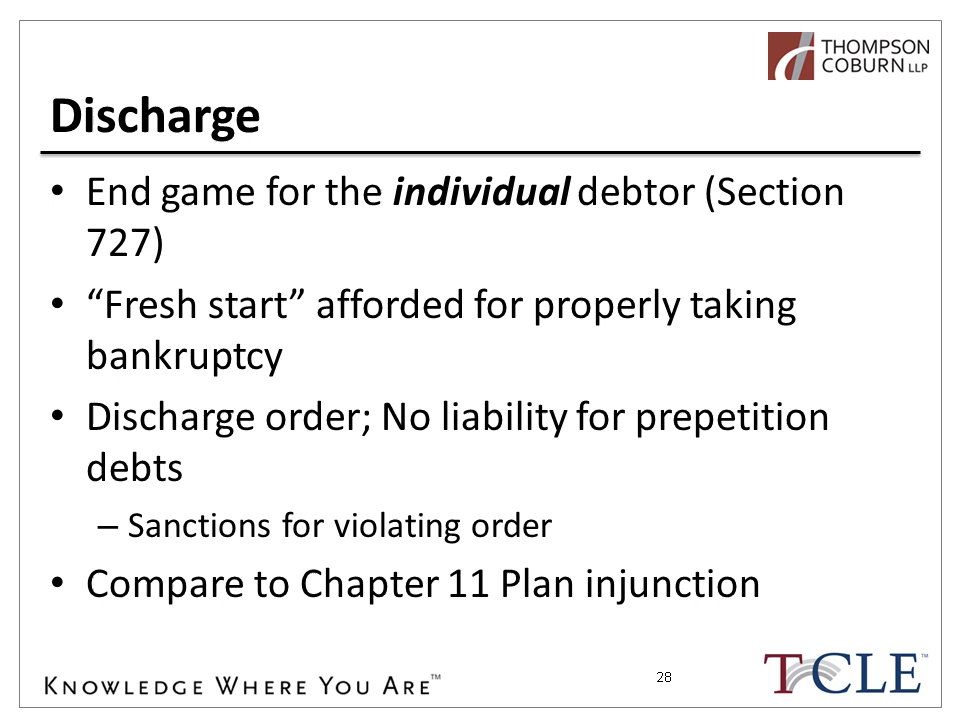 THOMPSON
COBURN LLP
Discharge
• End game for the individual debtor (Section
727)
• “Fresh start” afforded for properly taking
bankruptcy
• Discharge order; No liability for prepetition
debts
– Sanctions for violating order
• Compare to Chapter 11 Plan injunction
KNOWLEDGE WHERE YOU ARE™
28
TCLE™